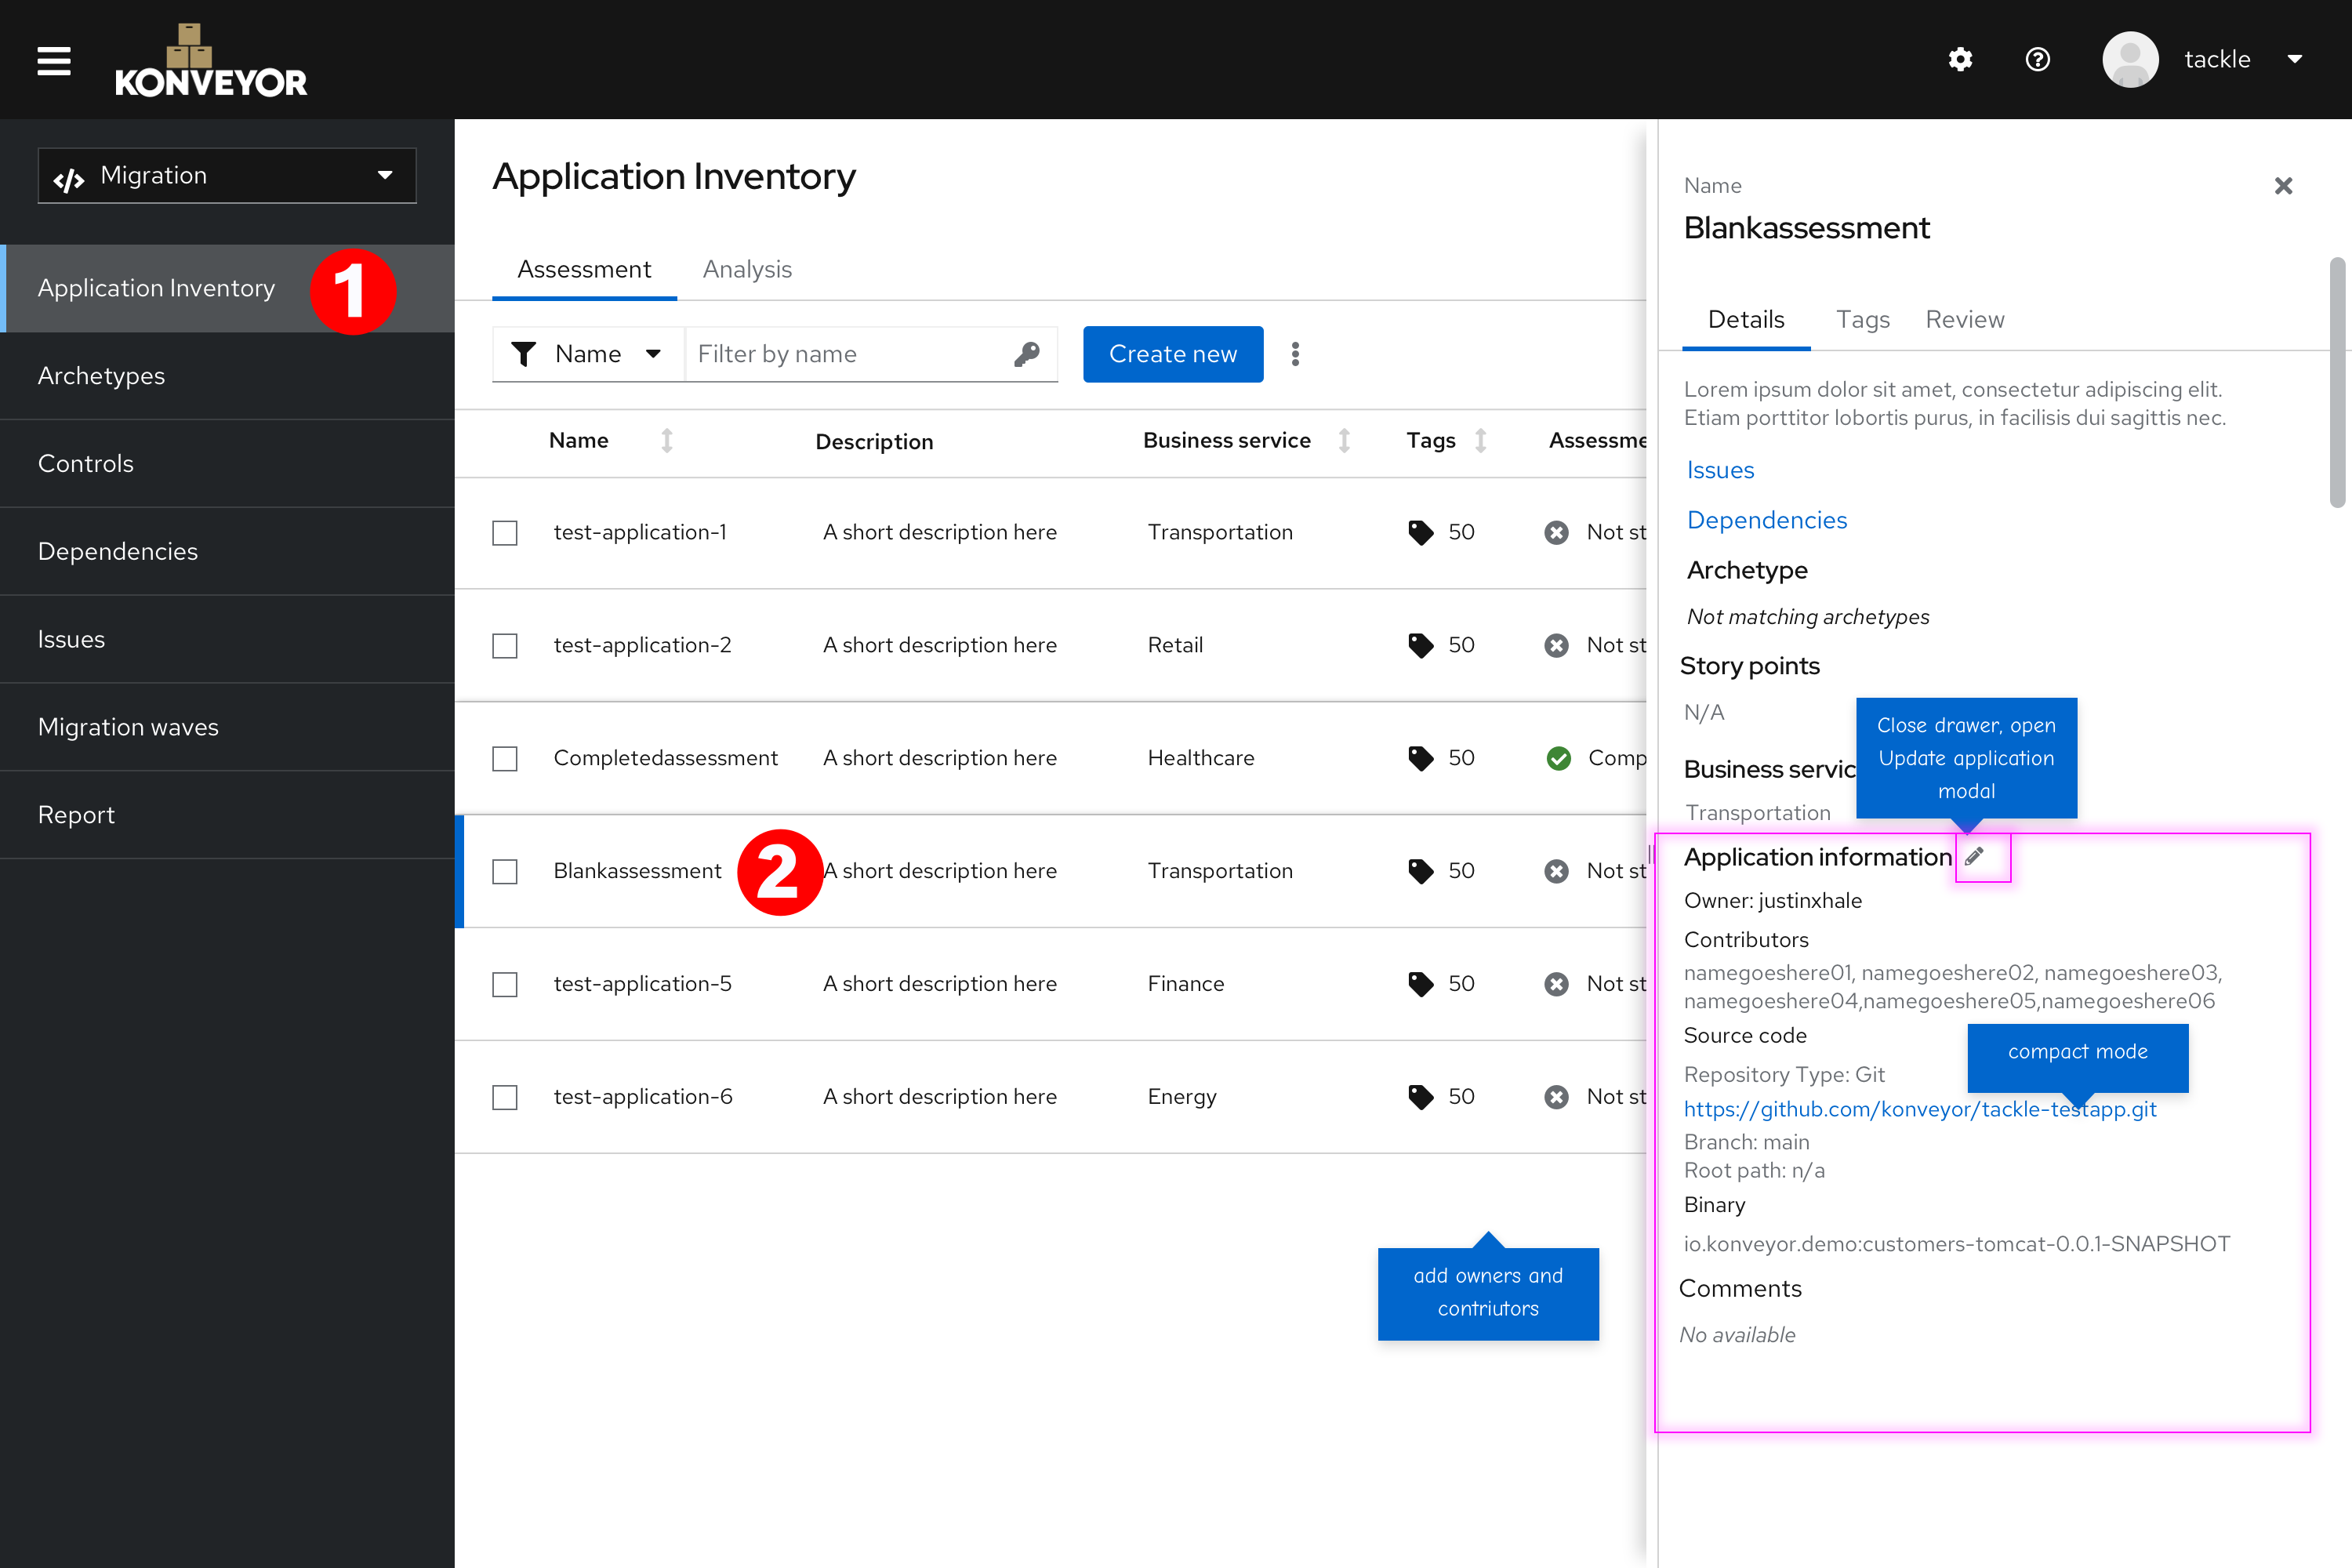 KONVEYOR
tackle
Migration
Application Inventory
1
Archetypes
Controls
Dependencies
Issues
Migration waves
Report
Application Inventory
Assessment Analysis
Name Filter by name Create new
Name Description Business service Tags Assessme
test-application-1 A short description here Transportation 50 Not st
test-application-2 A short description here Retail 50 Not st
Completedassessment A short description here Healthcare 50 Comp
Blankassessment 2 A short description here Transportation 50 Not st
test-application-5 A short description here Finance 50 Not st
test-application-6 A short description here Energy 50 Not st
add owners and
contriutors
Name
Blankassessment
Details Tags Review
Lorem ipsum dolor sit amet, consectetur adipiscing elit.
Etiam porttitor lobortis purus, in facilisis dui sagittis nec.
Issues
Dependencies
Archetype
Not matching archetypes
Story points
N/A
Close drawer, open
Update application
modal
Business servic
Transportation
Application information
Owner: justinxhale
Contributors
namegoeshere01, namegoeshere02, namegoeshere03,
namegoeshere04,namegoeshere05,namegoeshere06
Source code
compact mode
Repository Type: Git
https://github.com/konveyor/tackle-testapp.git
Branch: main
Root path: n/a
Binary
io.konveyor.demo:customers-tomcat-0.0.1-SNAPSHOT
Comments
No available